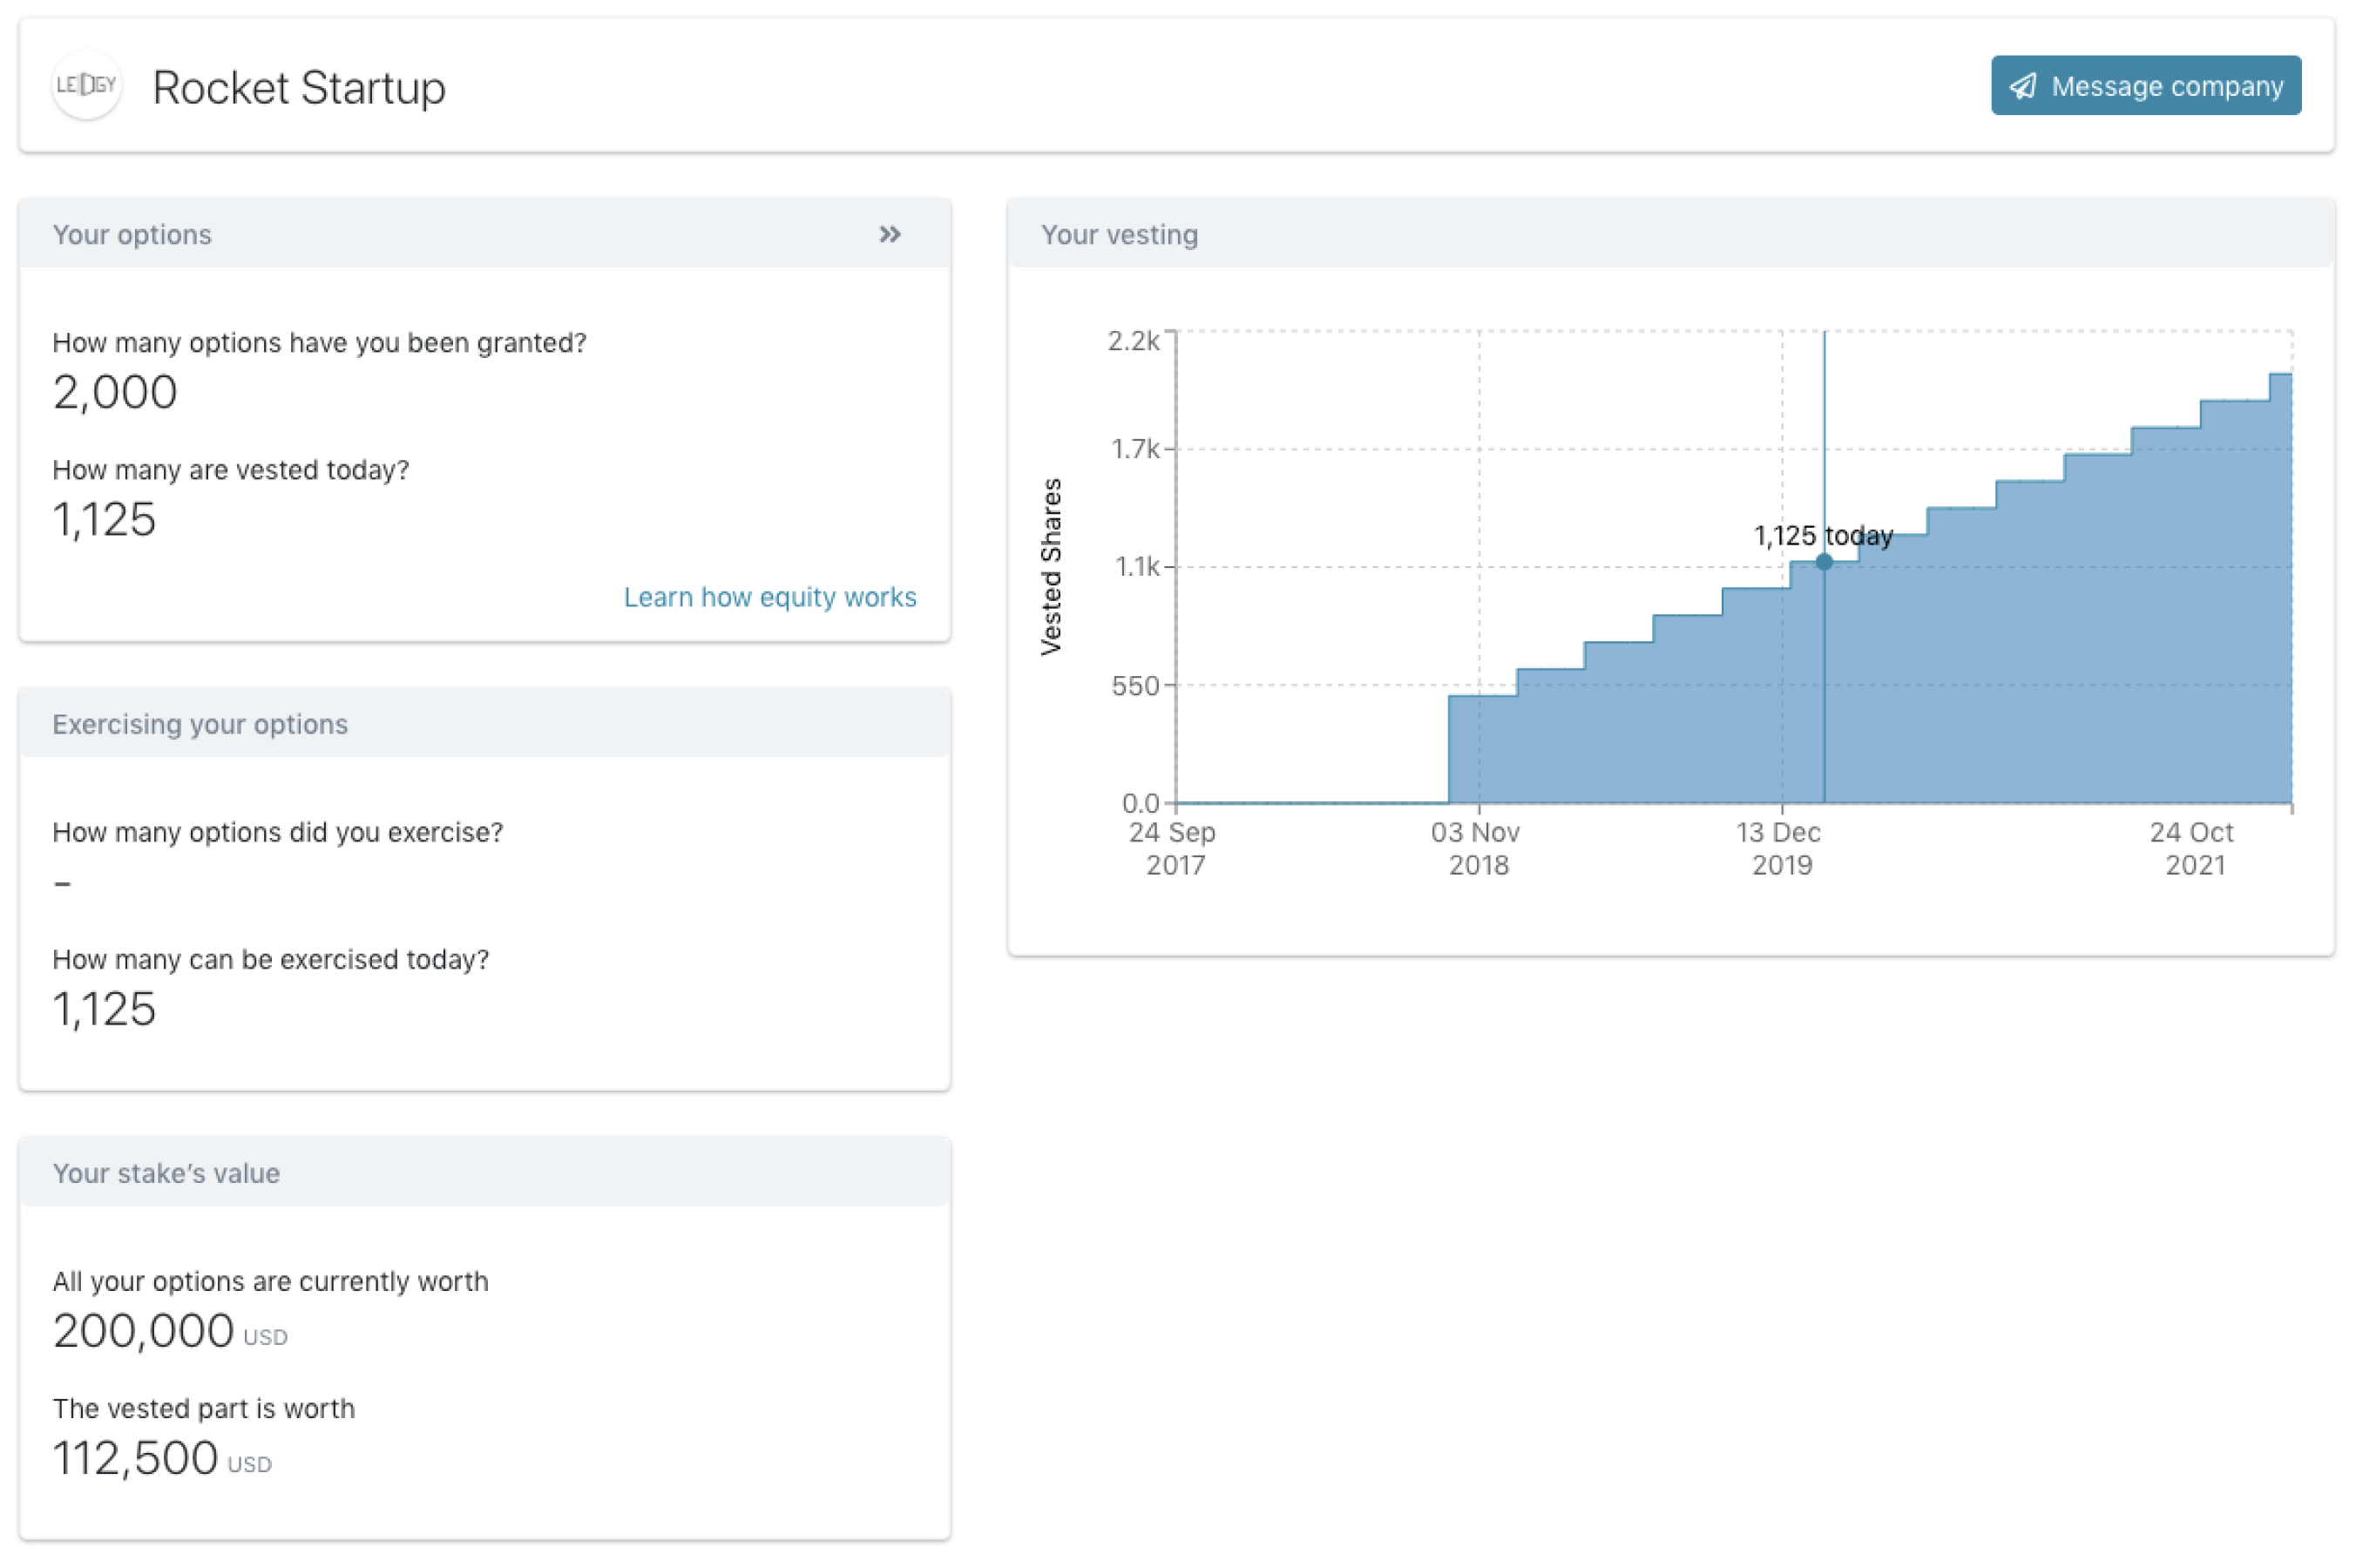 LEDGY
Rocket Startup
Message company
Your options
How many options have you been granted?
2,000
How many are vested today?
1,125
Learn how equity works
Exercising your options
How many options did you exercise?
–
How many can be exercised today?
1,125
Your stake’s value
All your options are currently worth
200,000 USD
The vested part is worth
112,500 USD
Your vesting
Vested Shares
2.2k
1.7k
1.1k
550
0.0
1,125 today
24 Sep
2017
03 Nov
2018
13 Dec
2019
24 Oct
2021